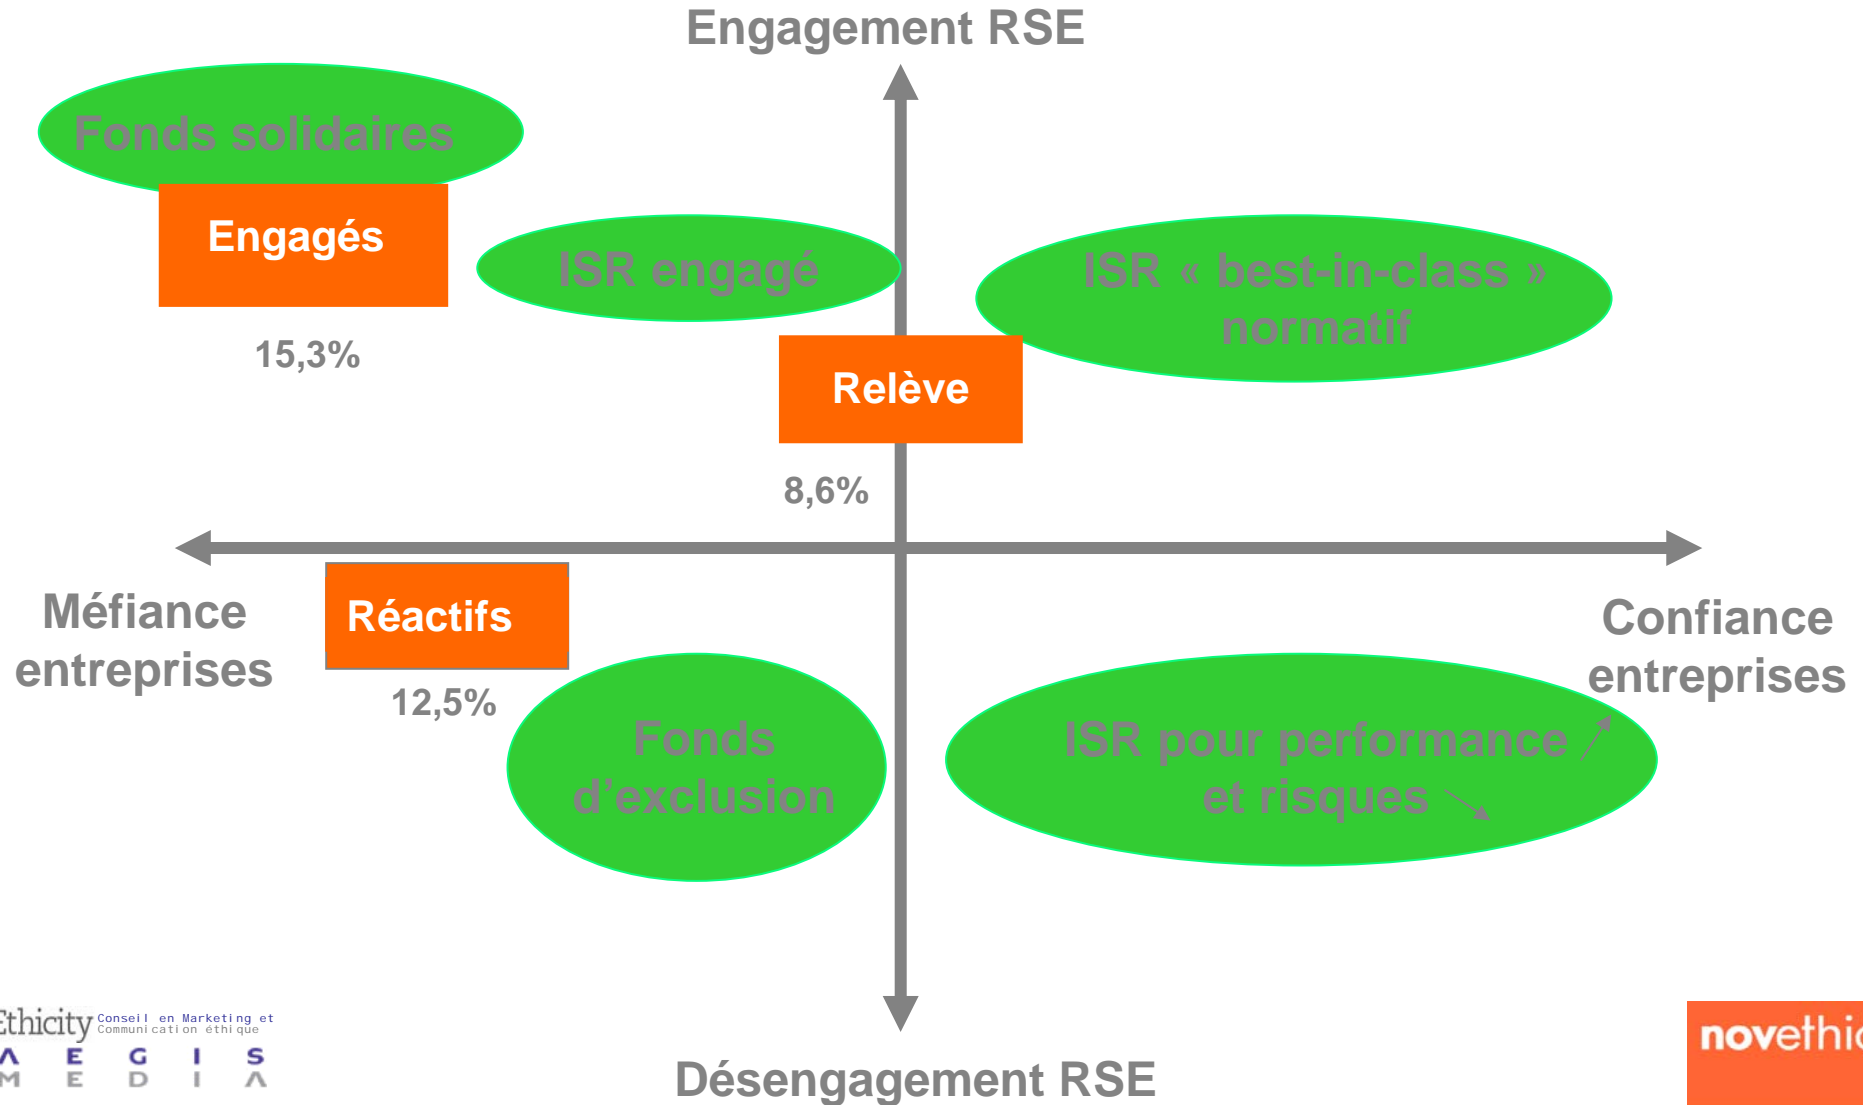 Engagement RSE
Fonds solidaires
Engagés
15,3%
ISR engagé
ISR « best-in-class »
normatif
Relève
8,6%
Méfiance
entreprises
Réactifs
12,5%
Confiance
entreprises
Fonds
d’exclusion
ISR pour performance
et risques
Ethicity Conseil en Marketing et
Communication éthique
AEGIS
MEDIA
Désengagement RSE
novethic